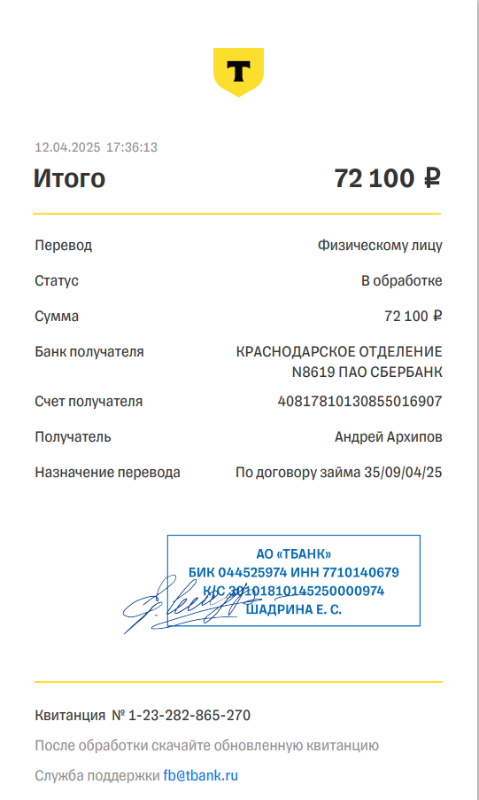 Т
12.04.2025 17:36:13
Итого 72 100 ₽
Перевод Физическому лицу
Статус В обработке
Сумма 72 100 ₽
Банк получателя КРАСНОДАРСКОЕ ОТДЕЛЕНИЕ
N8619 ПАО СБЕРБАНК
Счет получателя 40817810130855016907
Получатель Андрей Архипов
Назначение перевода По договору займа 35/09/04/25
АО «ТБАНК»
БИК 044525974 ИНН 7710140679
К/С 30101810145250000974
ШАДРИНА Е. С.
Квитанция № 1-23-282-865-270
После обработки скачайте обновленную квитанцию
Служба поддержки fb@tbank.ru